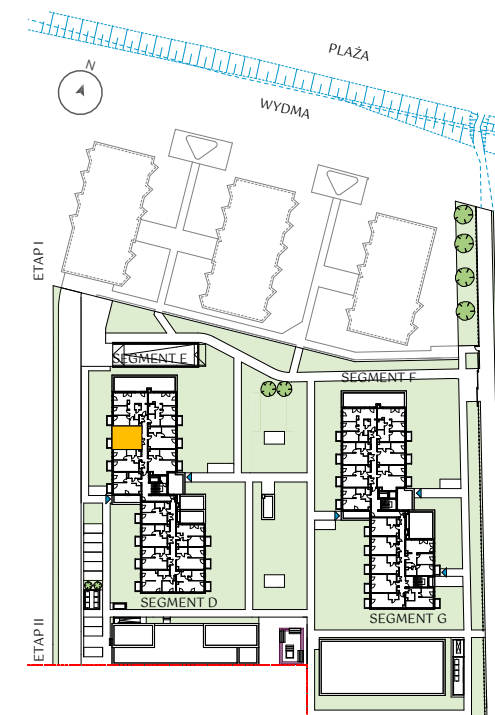 PLAŻA
N
WYDMA
ETAP I
SEGMENT E
SEGMENT F
SEGMENT D
SEGMENT G
ETAP II